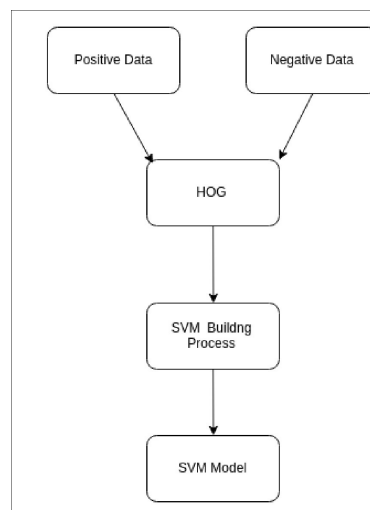 Positive Data
Negative Data
HOG
SVM Buildng
Process
SVM Model